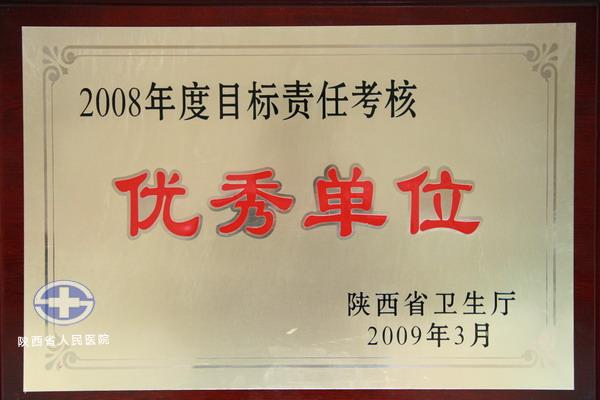 2008年度目标责任考核
优秀单位
陕西省卫生厅
2009年3月
陕西省人民医院